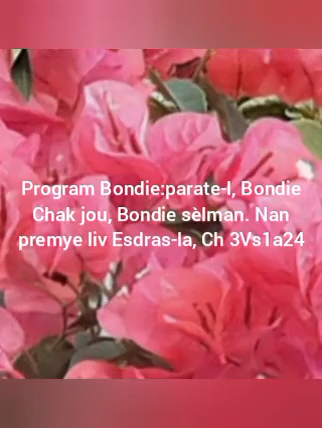 Program Bondie:parate-l, Bondie
Chak jou, Bondie sèlman. Nan
premye liv Esdras-la, Ch 3Vs1a24